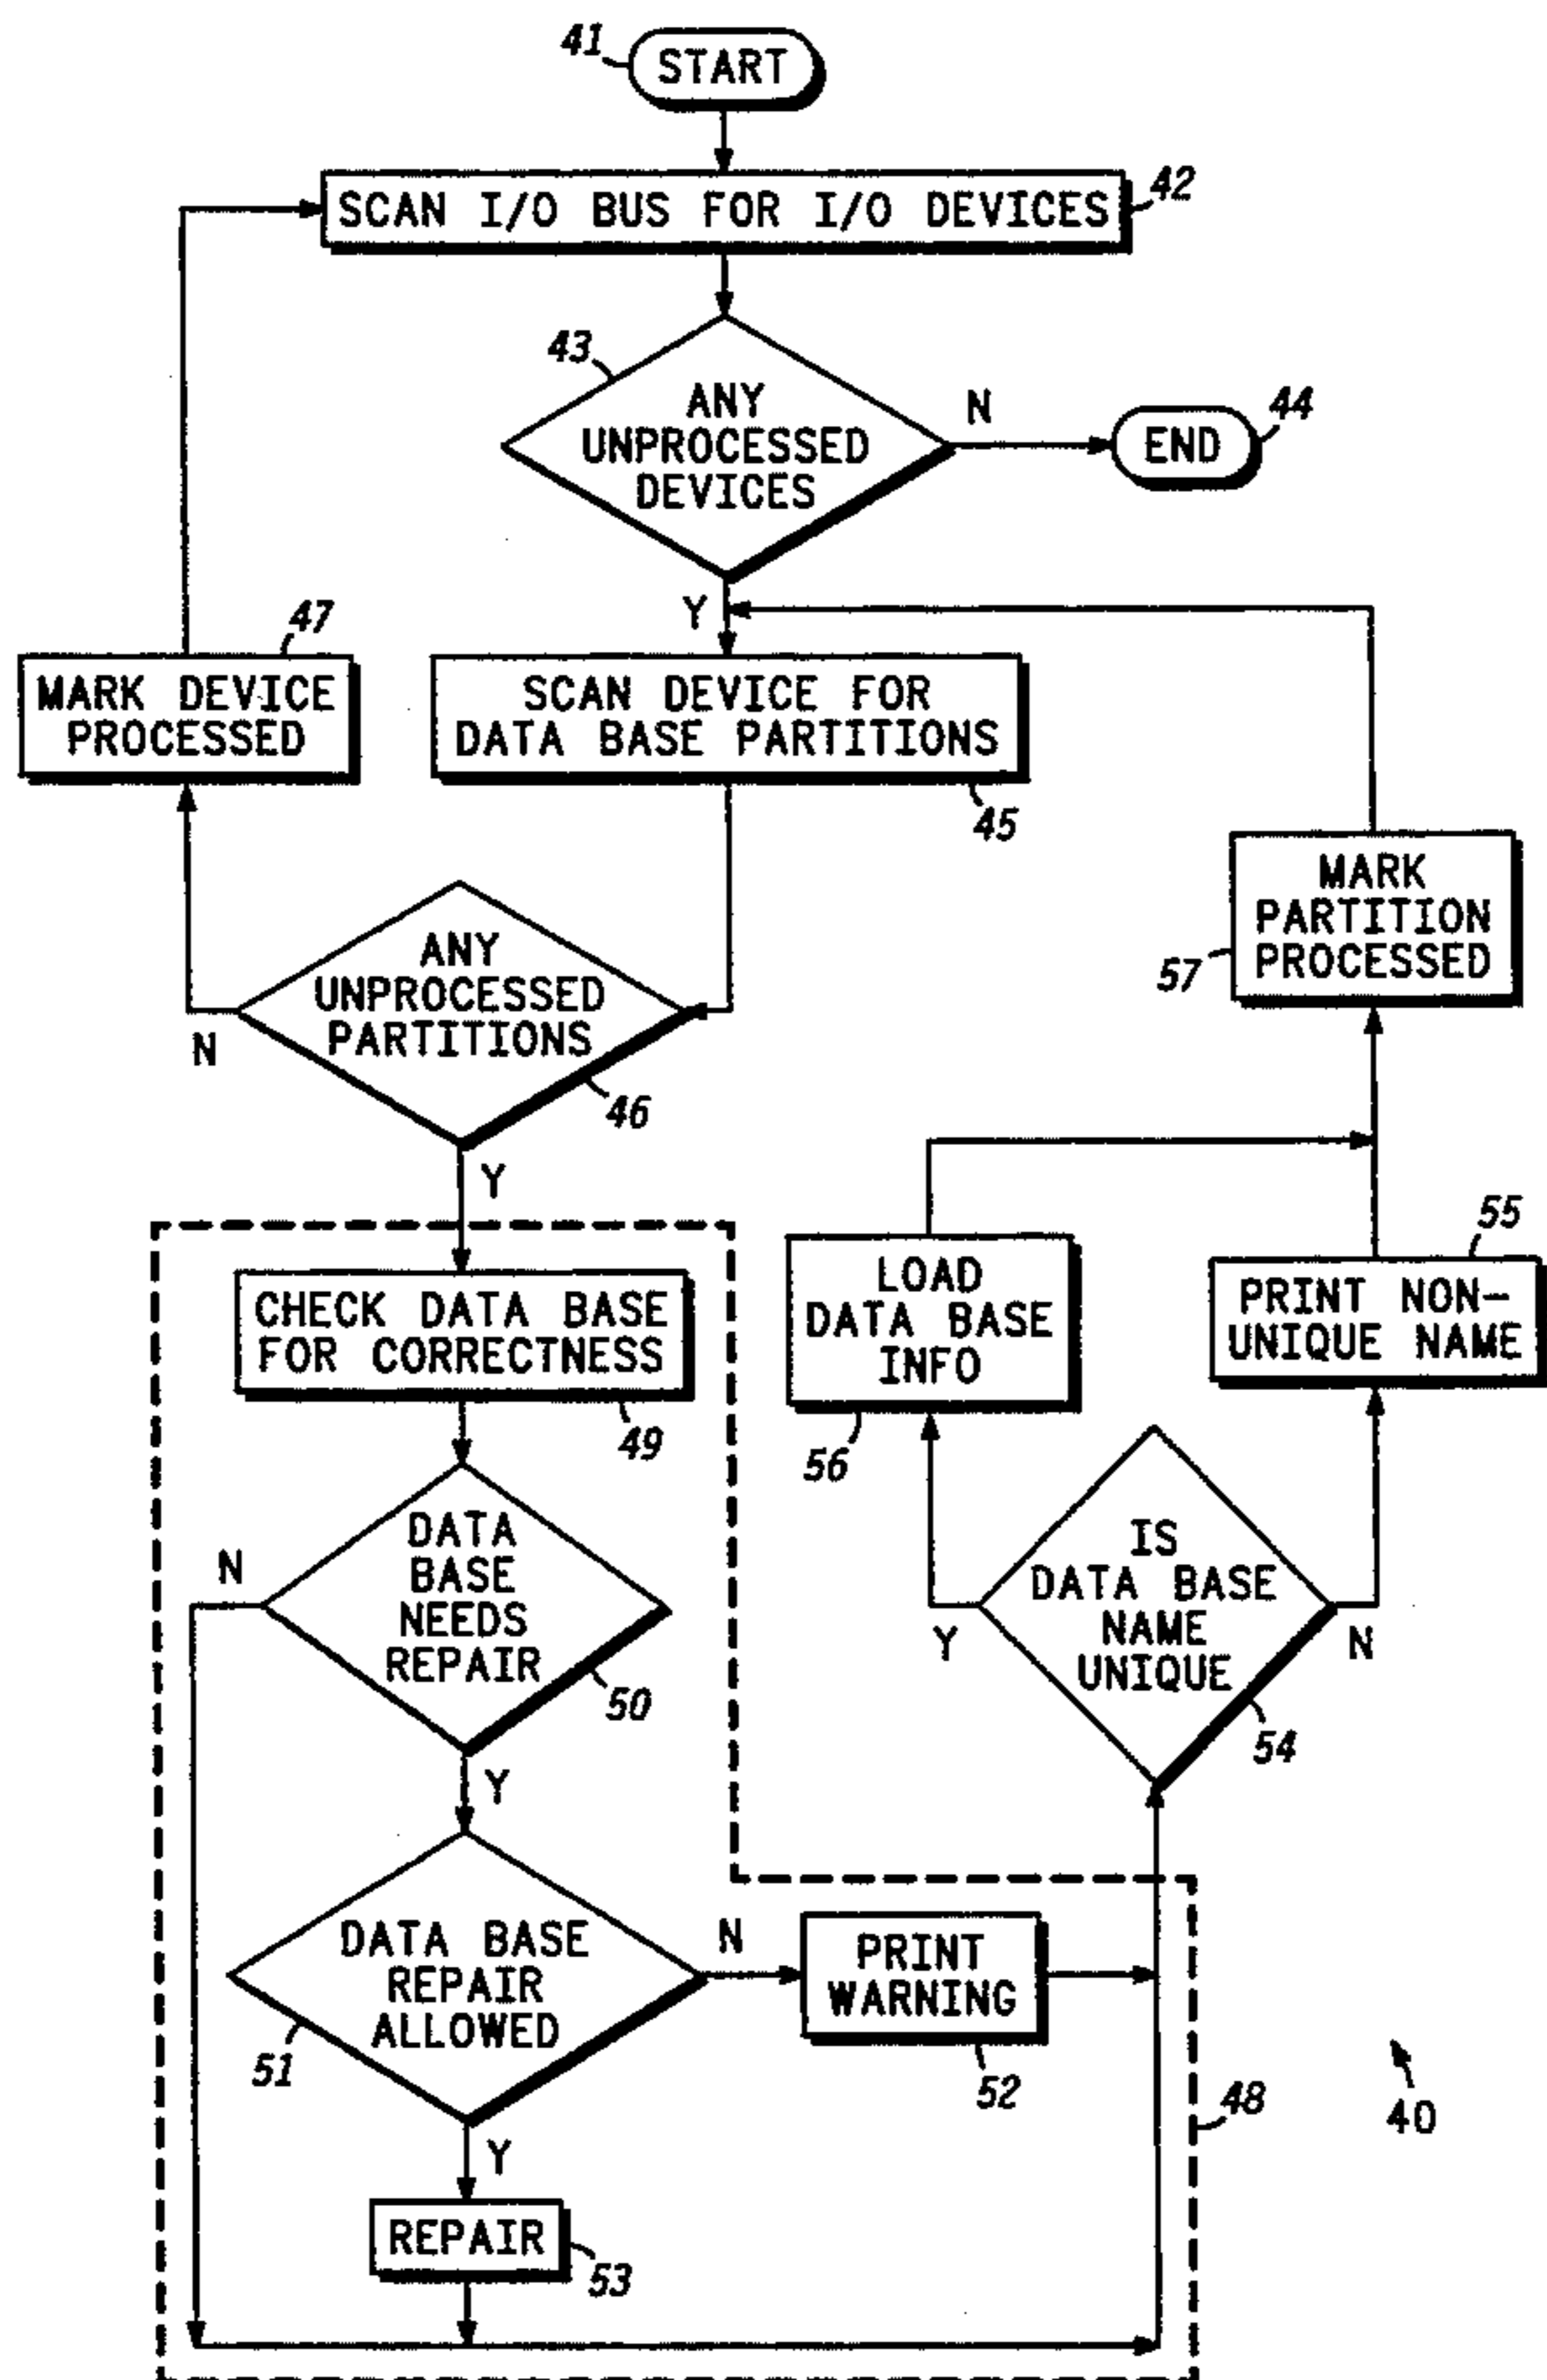 41
START
SCAN I/O BUS FOR I/O DEVICES
42
43
ANY
UNPROCESSED
DEVICES
N
END
44
Y
47
MARK DEVICE
PROCESSED
SCAN DEVICE FOR
DATA BASE PARTITIONS
45
MARK
PARTITION
PROCESSED
57
ANY
UNPROCESSED
PARTITIONS
N
46
Y
CHECK DATA BASE
FOR CORRECTNESS
49
LOAD
DATA BASE
INFO
56
55
PRINT NON-
UNIQUE NAME
DATA
BASE
NEEDS
REPAIR
N
50
Y
IS
DATA BASE
NAME
UNIQUE
Y
N
54
DATA BASE
REPAIR
ALLOWED
51
N
PRINT
WARNING
52
48
40
Y
REPAIR
53